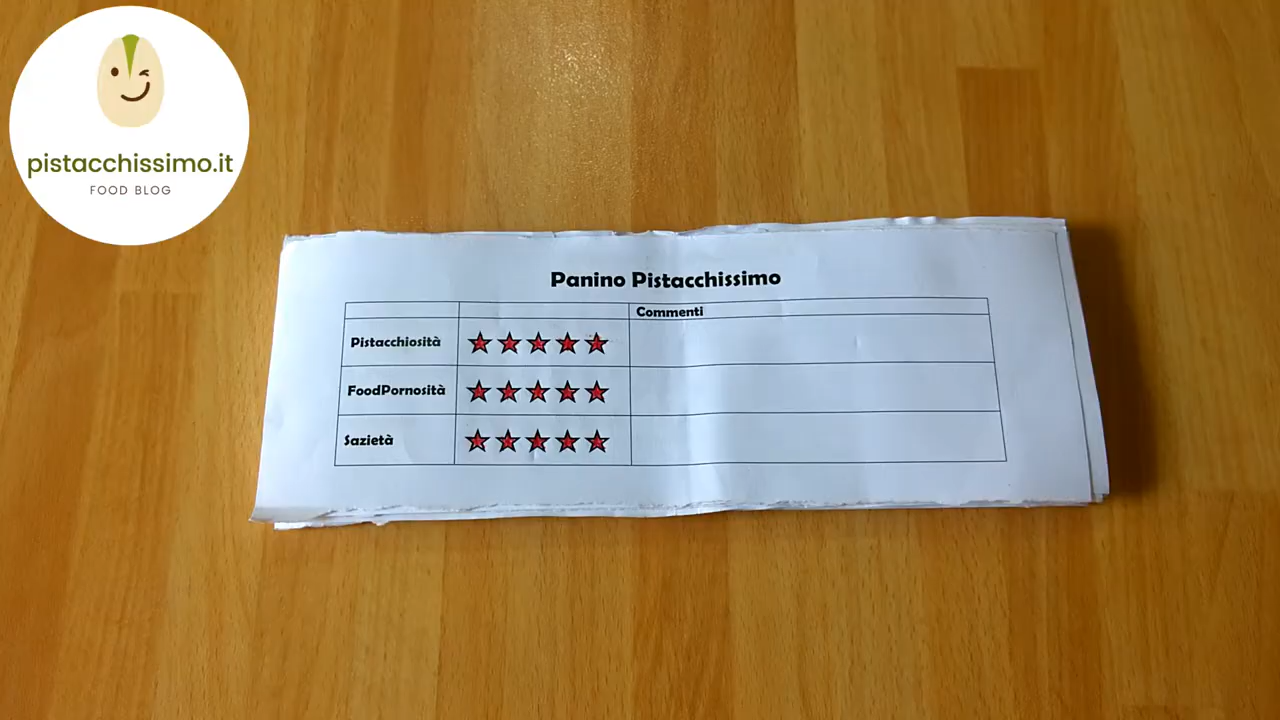 pistacchissimo.it
FOOD BLOG
Panino Pistacchissimo
Commenti
Pistacchiosità
FoodPornosità
Sazietà